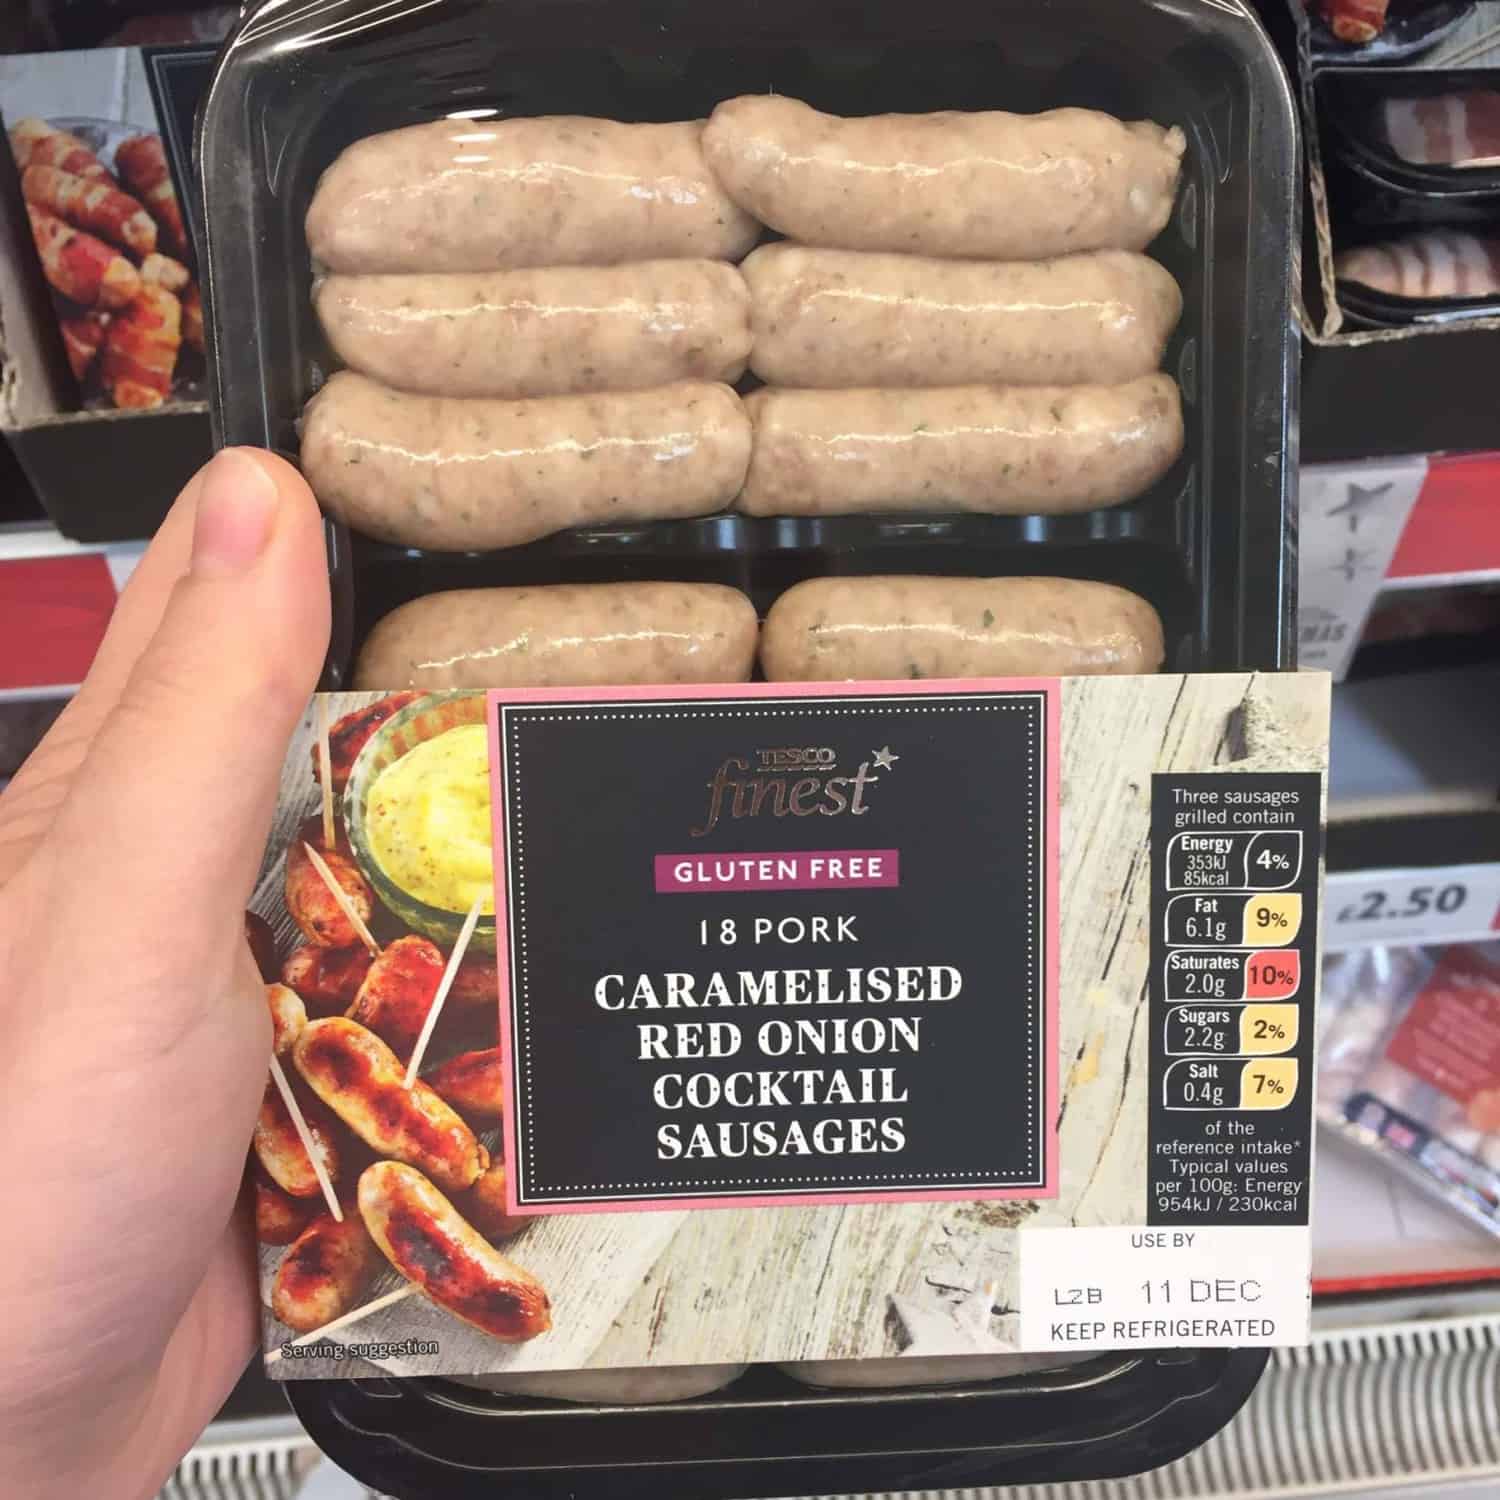 TESCO
finest*
GLUTEN FREE
18 PORK
CARAMELISED
RED ONION
COCKTAIL
SAUSAGES
Serving suggestion
Three sausages
grilled contain
Energy
353kJ
85kcal
4%
Fat
6.1g
9%
Saturates
2.0g
10%
Sugars
2.2g
2%
Salt
0.4g
7%
of the
reference intake*
Typical values
per 100g: Energy
954kJ / 230kcal
USE BY
L2B 11 DEC
KEEP REFRIGERATED
£2.50